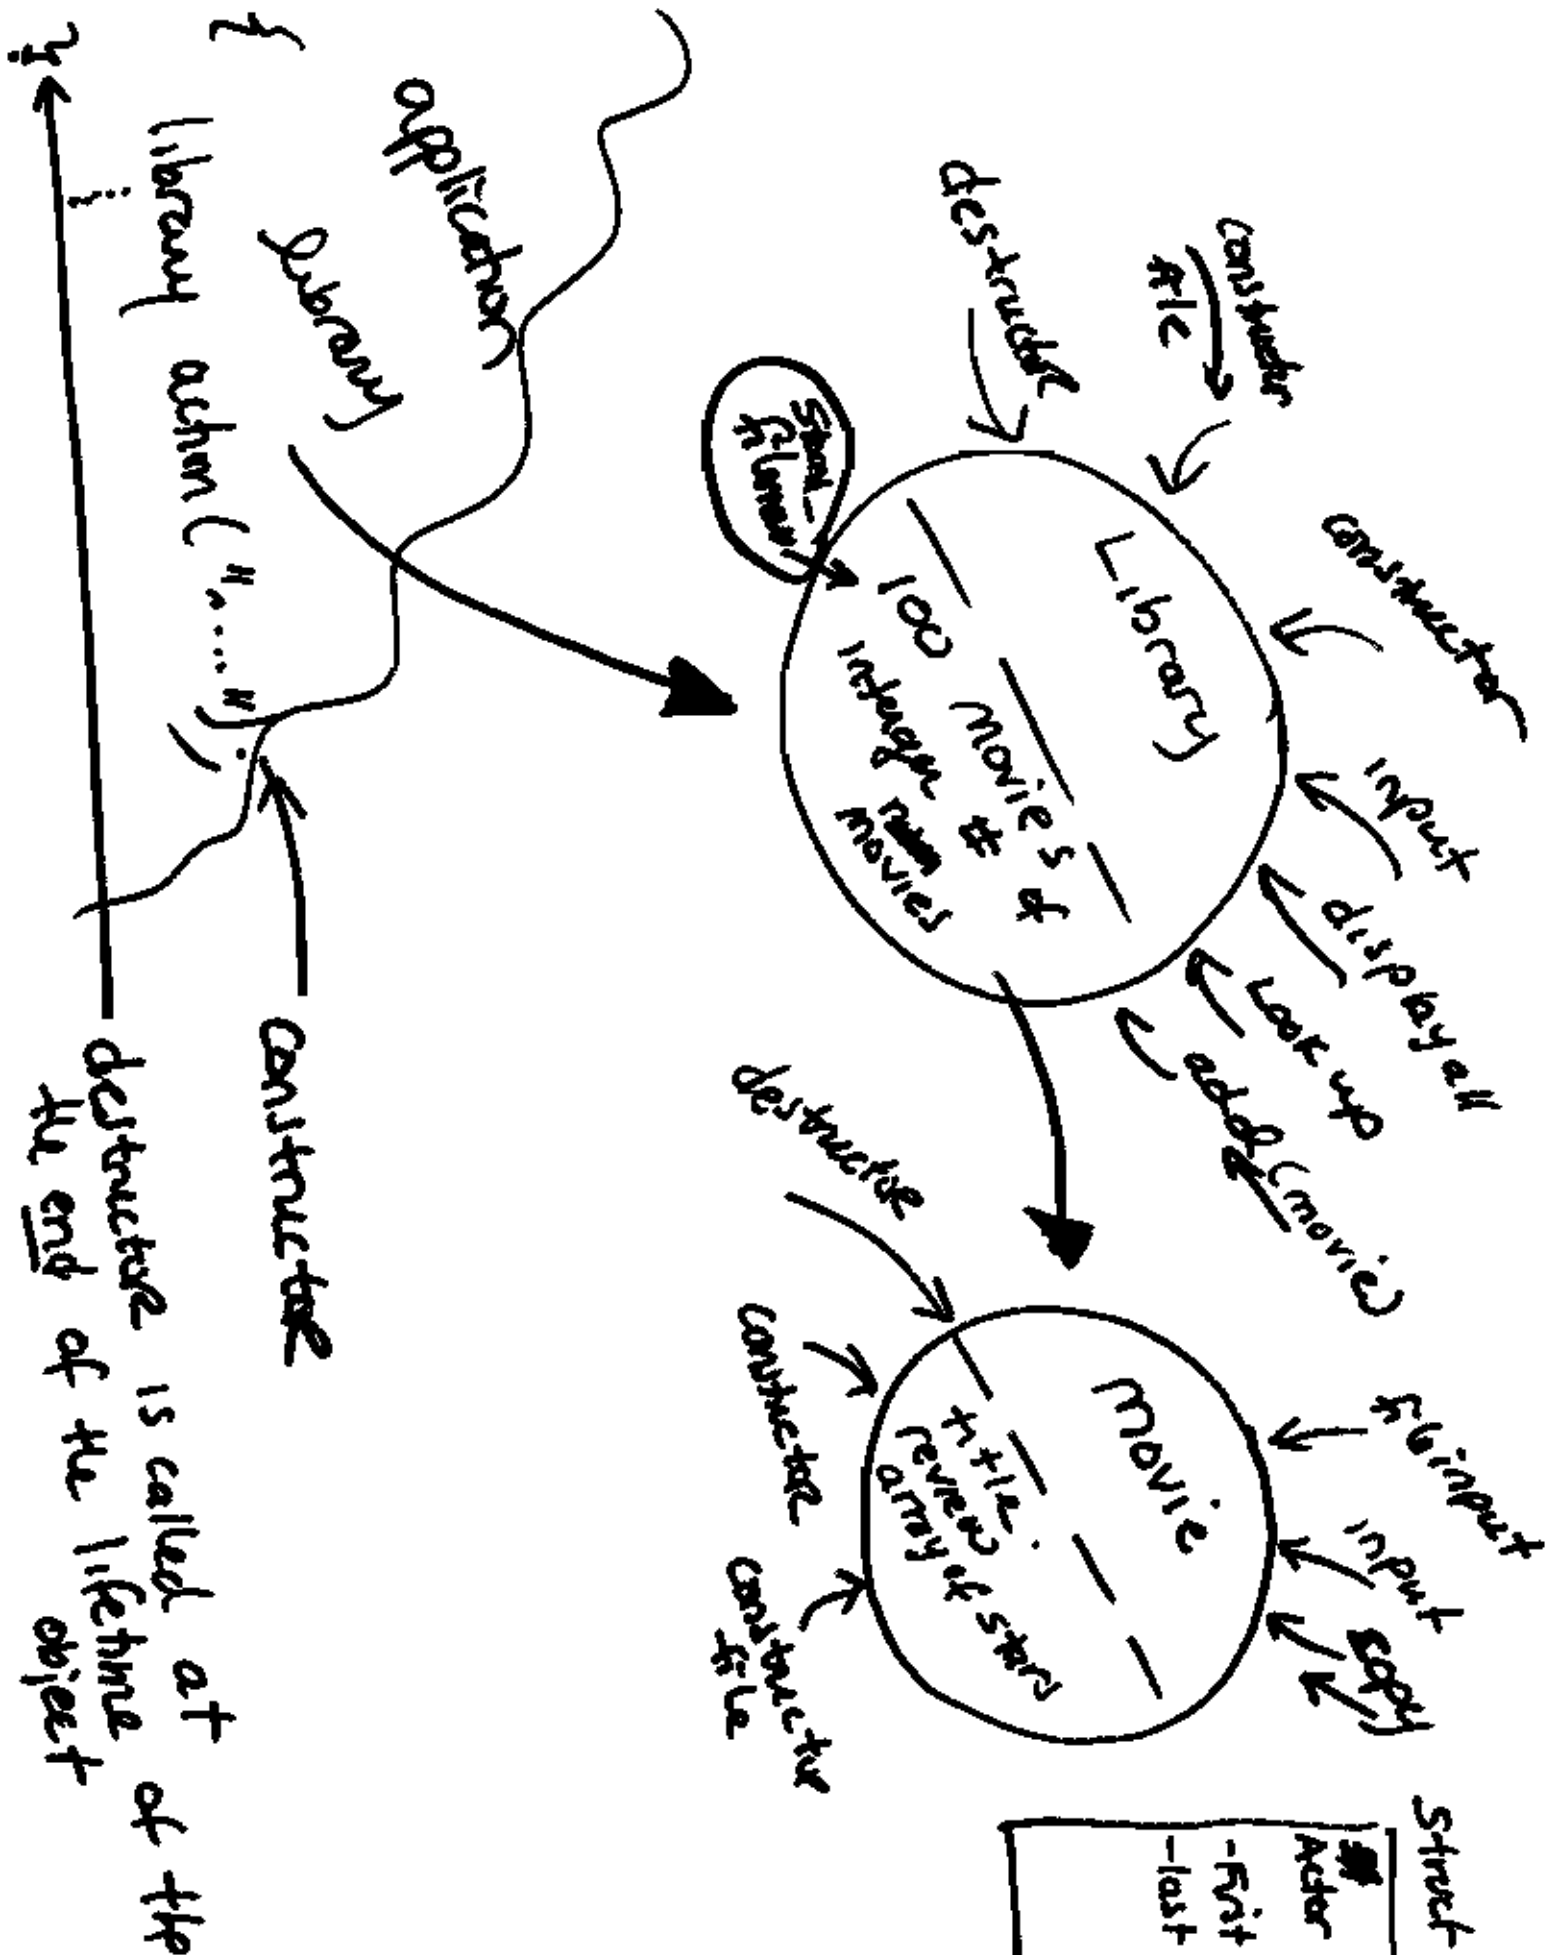 Struct
Actor
-First
-last
constructor
file
constructor
input
display all
Look up
add (movie)
destructor
Library
100 movies
integer # of
movies
file input
input
copy
movie
title
review
array of stars
destructor
constructor
constructor
file
application
library
{
library action ("....");
}
constructor
destructor is called at
the end of the lifetime of the
object